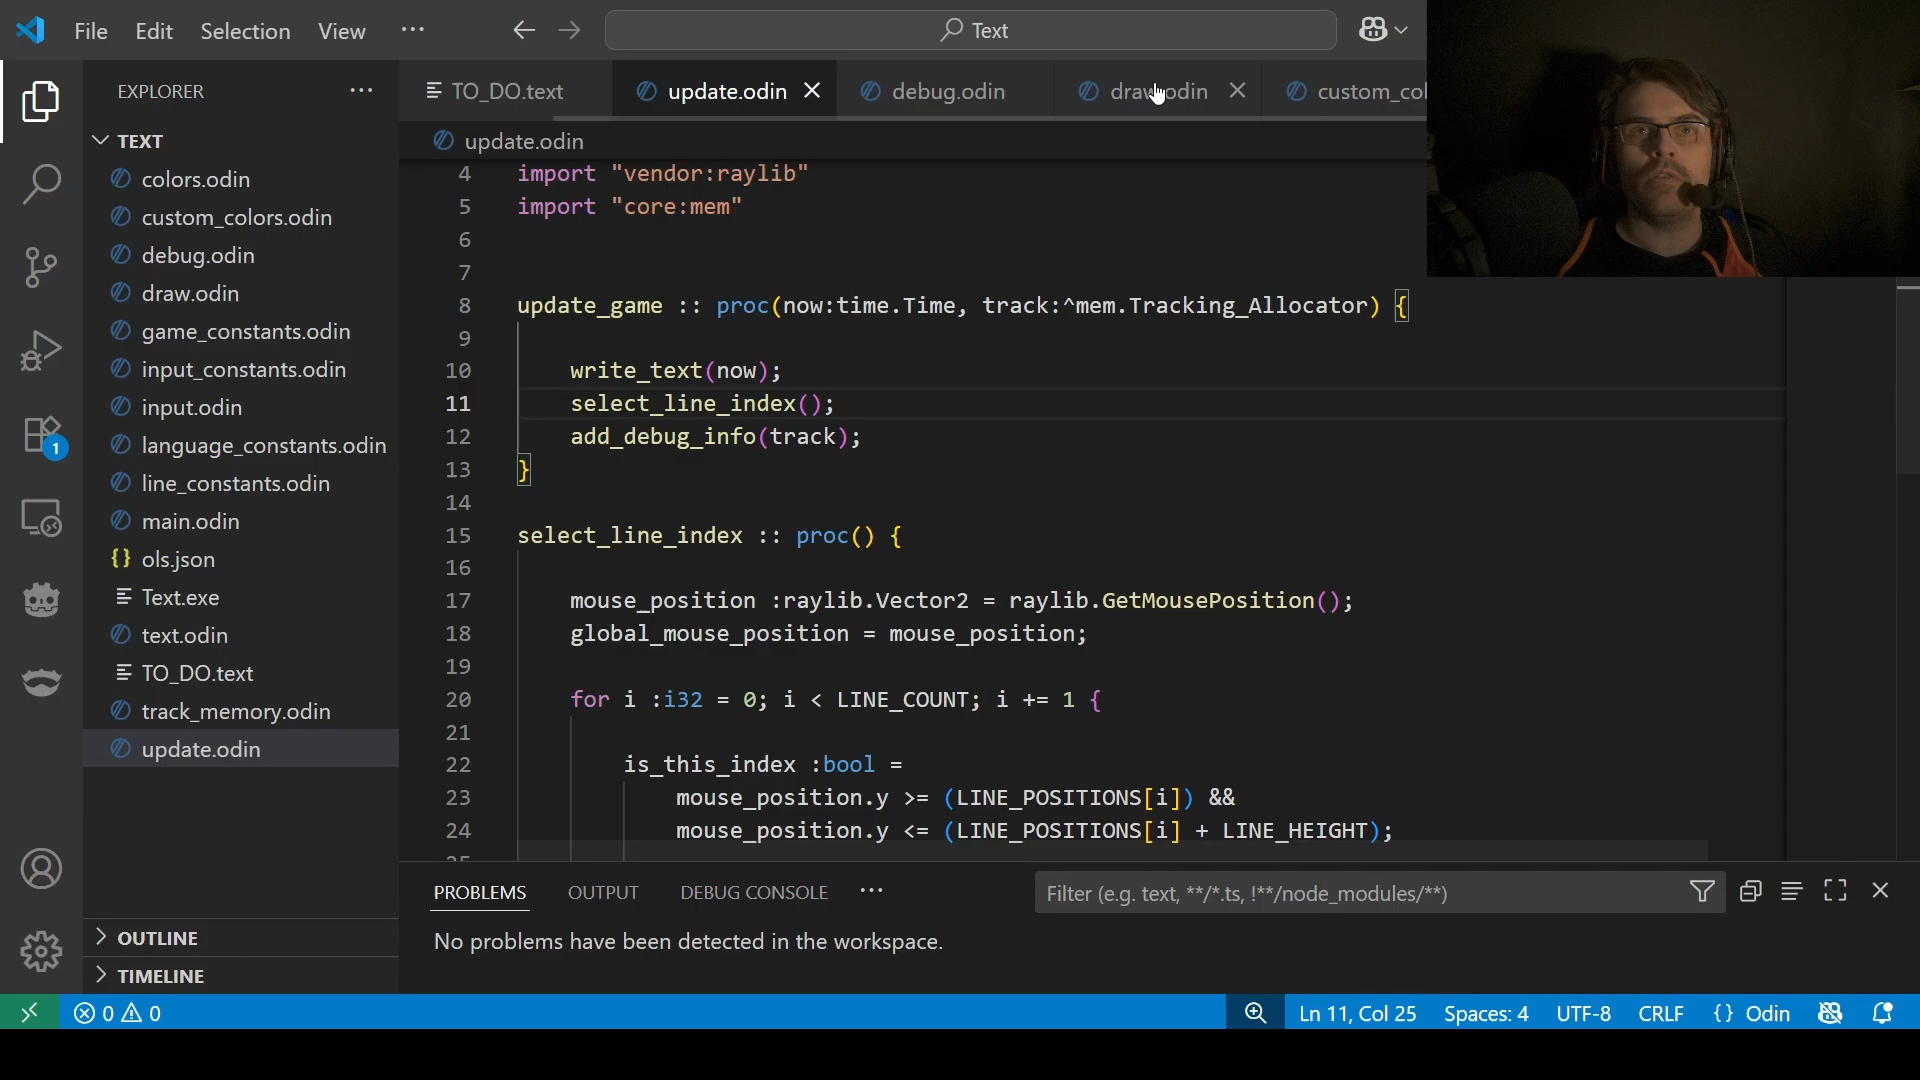 File Edit Selection View ···
Text
EXPLORER
TO_DO.text
update.odin
debug.odin
draw.odin
custom_col
update.odin
TEXT
colors.odin
custom_colors.odin
debug.odin
draw.odin
game_constants.odin
input_constants.odin
input.odin
language_constants.odin
line_constants.odin
main.odin
{} ols.json
Text.exe
text.odin
TO_DO.text
track_memory.odin
update.odin
OUTLINE
TIMELINE
1
4 import "vendor:raylib"
5 import "core:mem"
6
7
8 update_game :: proc(now:time.Time, track:^mem.Tracking_Allocator) {
9
10 write_text(now);
11 select_line_index();
12 add_debug_info(track);
13 }
14
15 select_line_index :: proc() {
16
17 mouse_position :raylib.Vector2 = raylib.GetMousePosition();
18 global_mouse_position = mouse_position;
19
20 for i :i32 = 0; i < LINE_COUNT; i += 1 {
21
22 is_this_index :bool =
23 mouse_position.y >= (LINE_POSITIONS[i]) &&
24 mouse_position.y <= (LINE_POSITIONS[i] + LINE_HEIGHT);
25
PROBLEMS OUTPUT DEBUG CONSOLE ···
Filter (e.g. text, **/*.ts, !**/node_modules/**)
No problems have been detected in the workspace.
0 0
Ln 11, Col 25 Spaces: 4 UTF-8 CRLF {} Odin